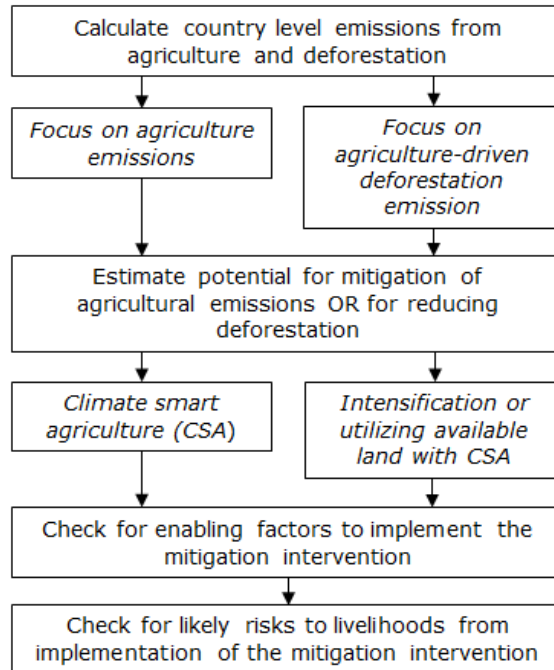 Calculate country level emissions from
agriculture and deforestation
Focus on agriculture
emissions
Focus on
agriculture-driven
deforestation
emission
Estimate potential for mitigation of
agricultural emissions OR for reducing
deforestation
Climate smart
agriculture (CSA)
Intensification or
utilizing available
land with CSA
Check for enabling factors to implement the
mitigation intervention
Check for likely risks to livelihoods from
implementation of the mitigation intervention